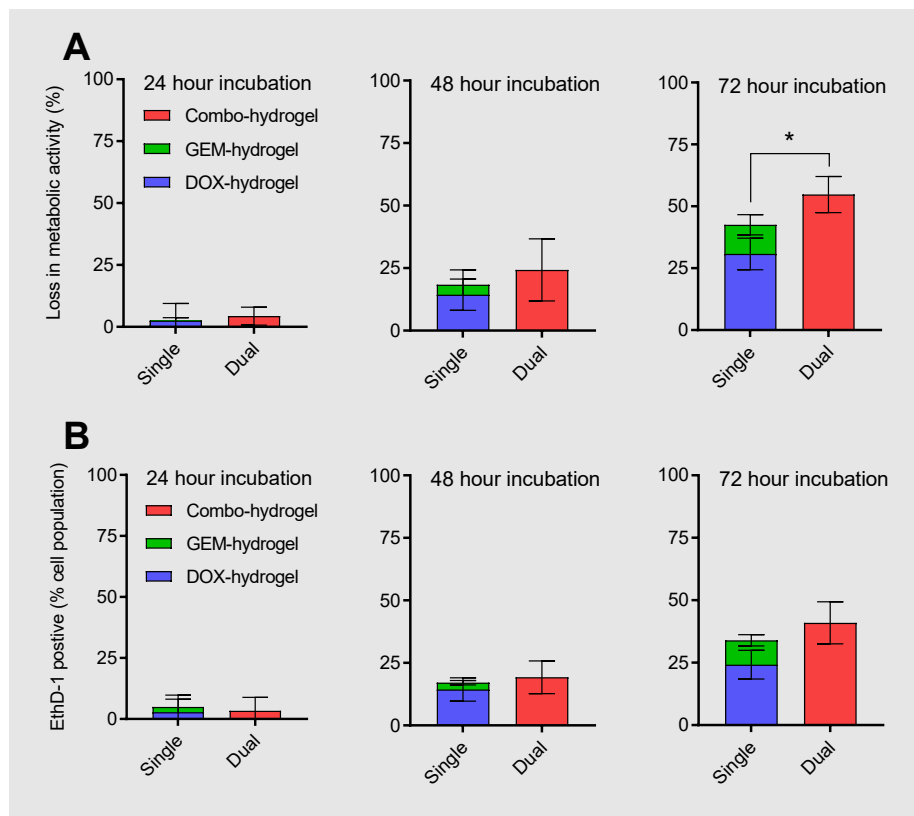 A
Loss in metabolic activity (%)
100
75
50
25
0
24 hour incubation
Combo-hydrogel
GEM-hydrogel
DOX-hydrogel
Single
Dual
100
75
50
25
0
48 hour incubation
Single
Dual
100
75
50
25
0
72 hour incubation
*
Single
Dual
B
EthD-1 postive (% cell population)
100
75
50
25
0
24 hour incubation
Combo-hydrogel
GEM-hydrogel
DOX-hydrogel
Single
Dual
100
75
50
25
0
48 hour incubation
Single
Dual
100
75
50
25
0
72 hour incubation
Single
Dual